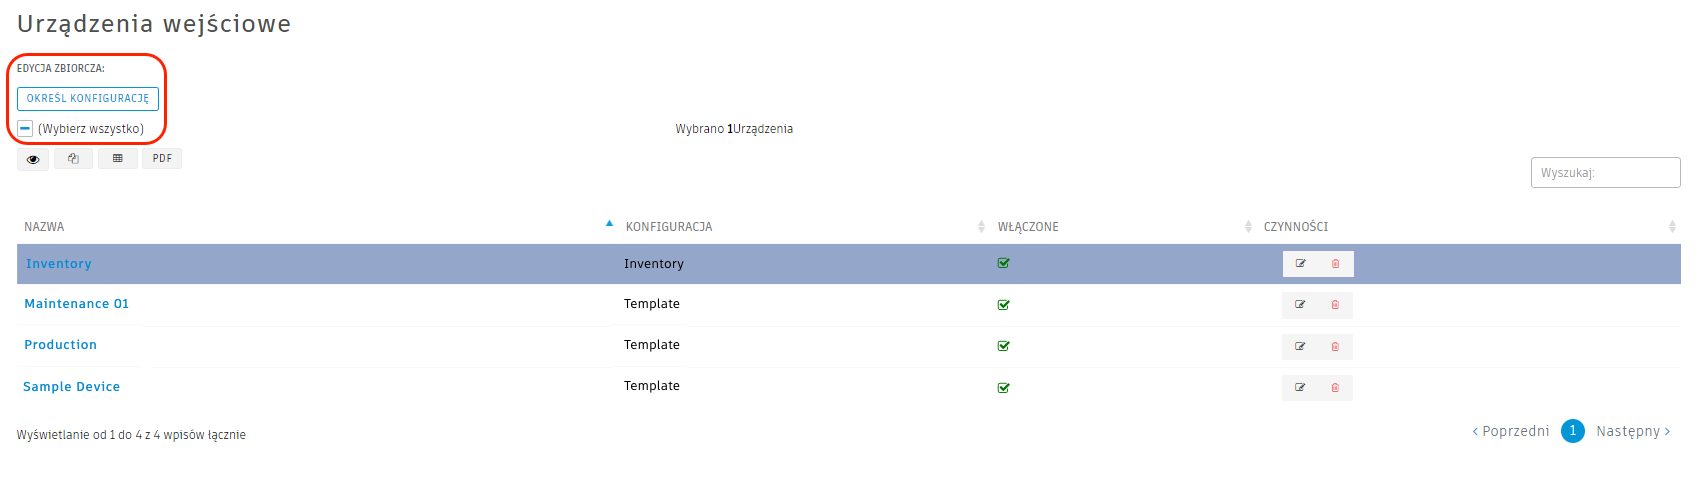 Urządzenia wejściowe
EDYCJA ZBIORCZA:
OKREŚL KONFIGURACJĘ
(Wybierz wszystko)
Wybrano 1Urządzenia
PDF
Wyszukaj:
NAZWA KONFIGURACJA WŁĄCZONE CZYNNOŚCI
Inventory Inventory
Maintenance 01 Template
Production Template
Sample Device Template
Wyświetlanie od 1 do 4 z 4 wpisów łącznie
‹ Poprzedni 1 Następny ›